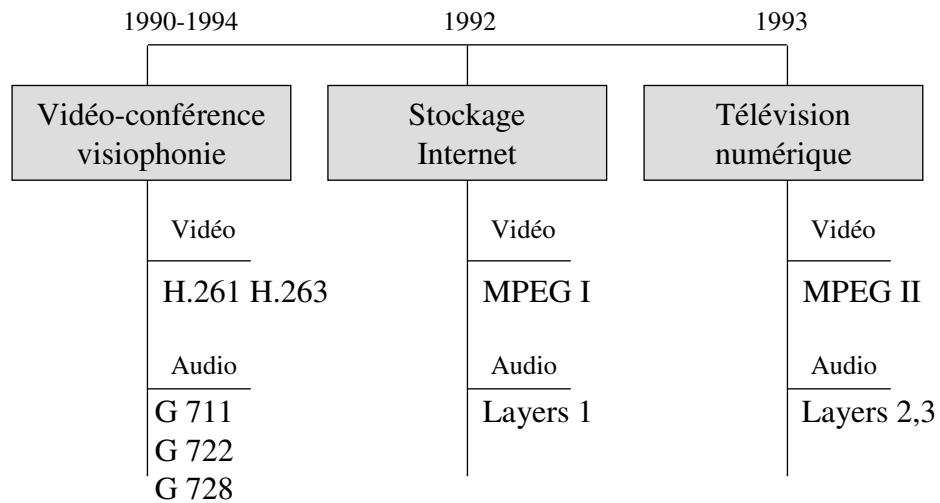 1990-1994
1992
1993
Vidéo-conférence
visiophonie
Stockage
Internet
Télévision
numérique
Vidéo
H.261 H.263
Audio
G 711
G 722
G 728
Vidéo
MPEG I
Audio
Layers 1
Vidéo
MPEG II
Audio
Layers 2,3